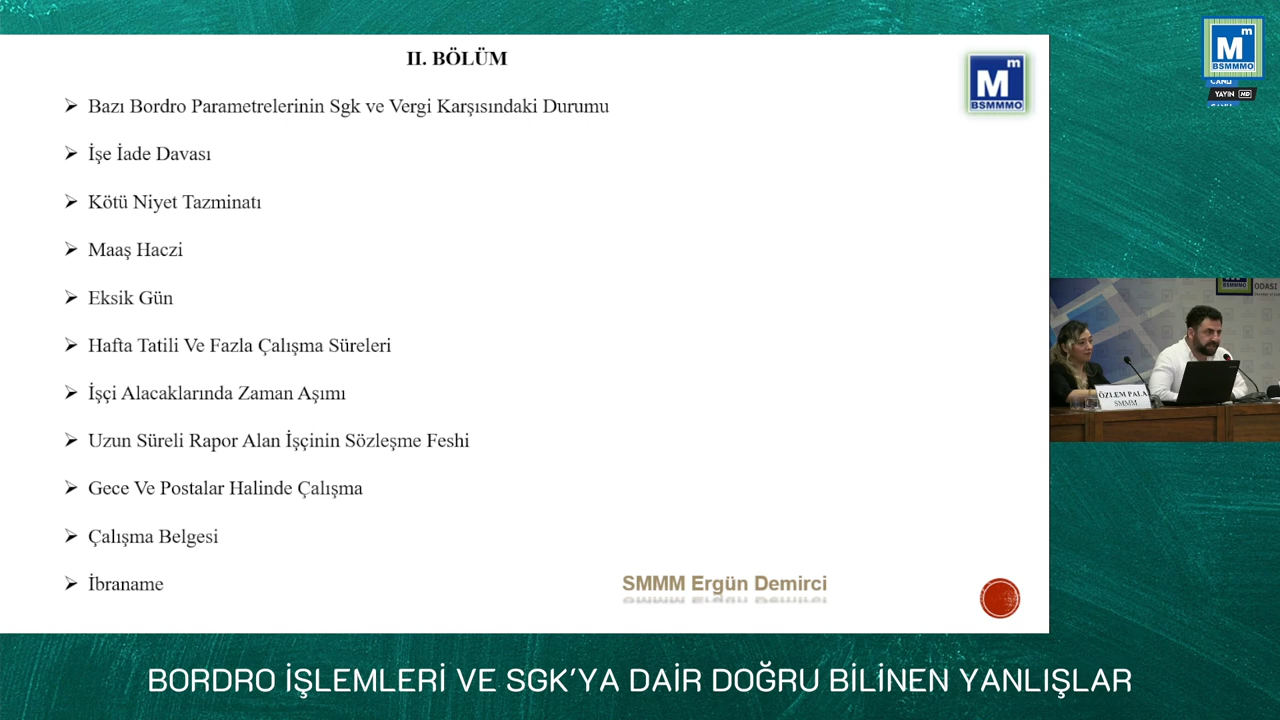 II. BÖLÜM
Bazı Bordro Parametrelerinin Sgk ve Vergi Karşısındaki Durumu
İşe İade Davası
Kötü Niyet Tazminatı
Maaş Haczi
Eksik Gün
Hafta Tatili Ve Fazla Çalışma Süreleri
İşçi Alacaklarında Zaman Aşımı
Uzun Süreli Rapor Alan İşçinin Sözleşme Feshi
Gece Ve Postalar Halinde Çalışma
Çalışma Belgesi
İbraname
SMMM Ergün Demirci
Mm
BSMMMO
Mm
BSMMMO
CANLI
YAYIN HD
ODASI
ÖZLEM PALA
SMMM
BORDRO İŞLEMLERİ VE SGK'YA DAİR DOĞRU BİLİNEN YANLIŞLAR